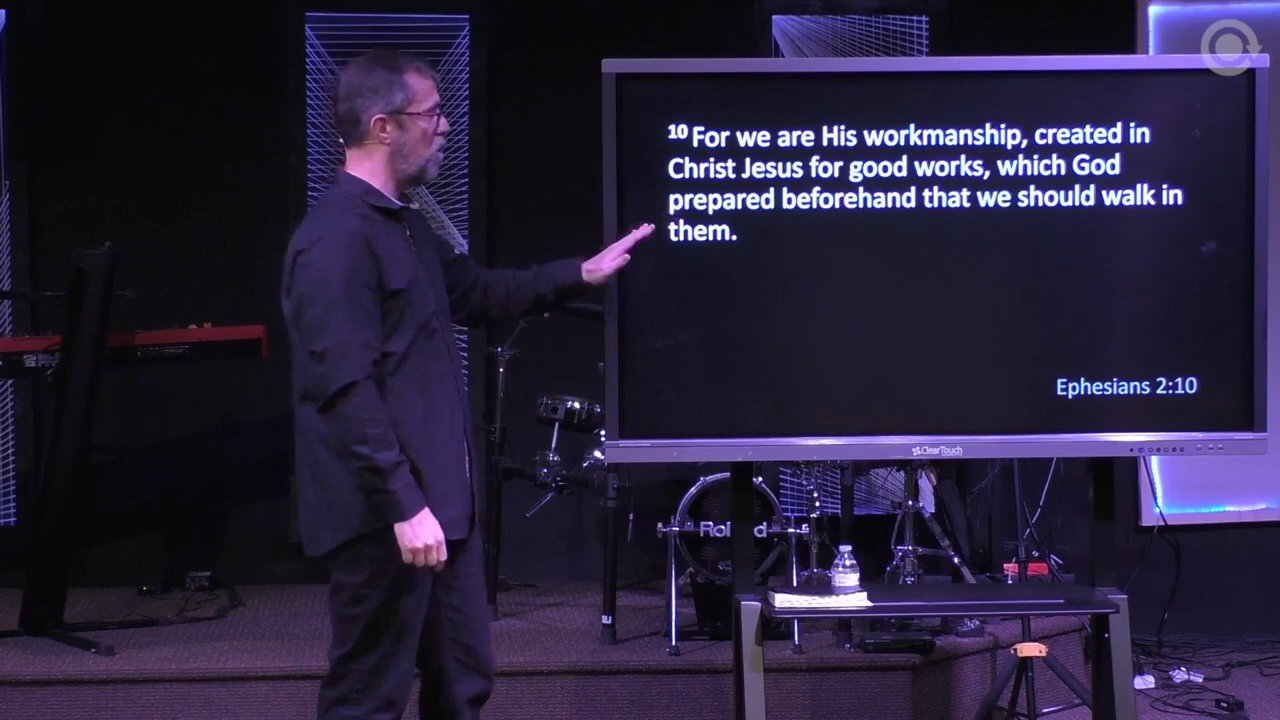 10 For we are His workmanship, created in
Christ Jesus for good works, which God
prepared beforehand that we should walk in
them.
Ephesians 2:10
ClearTouch
Roland